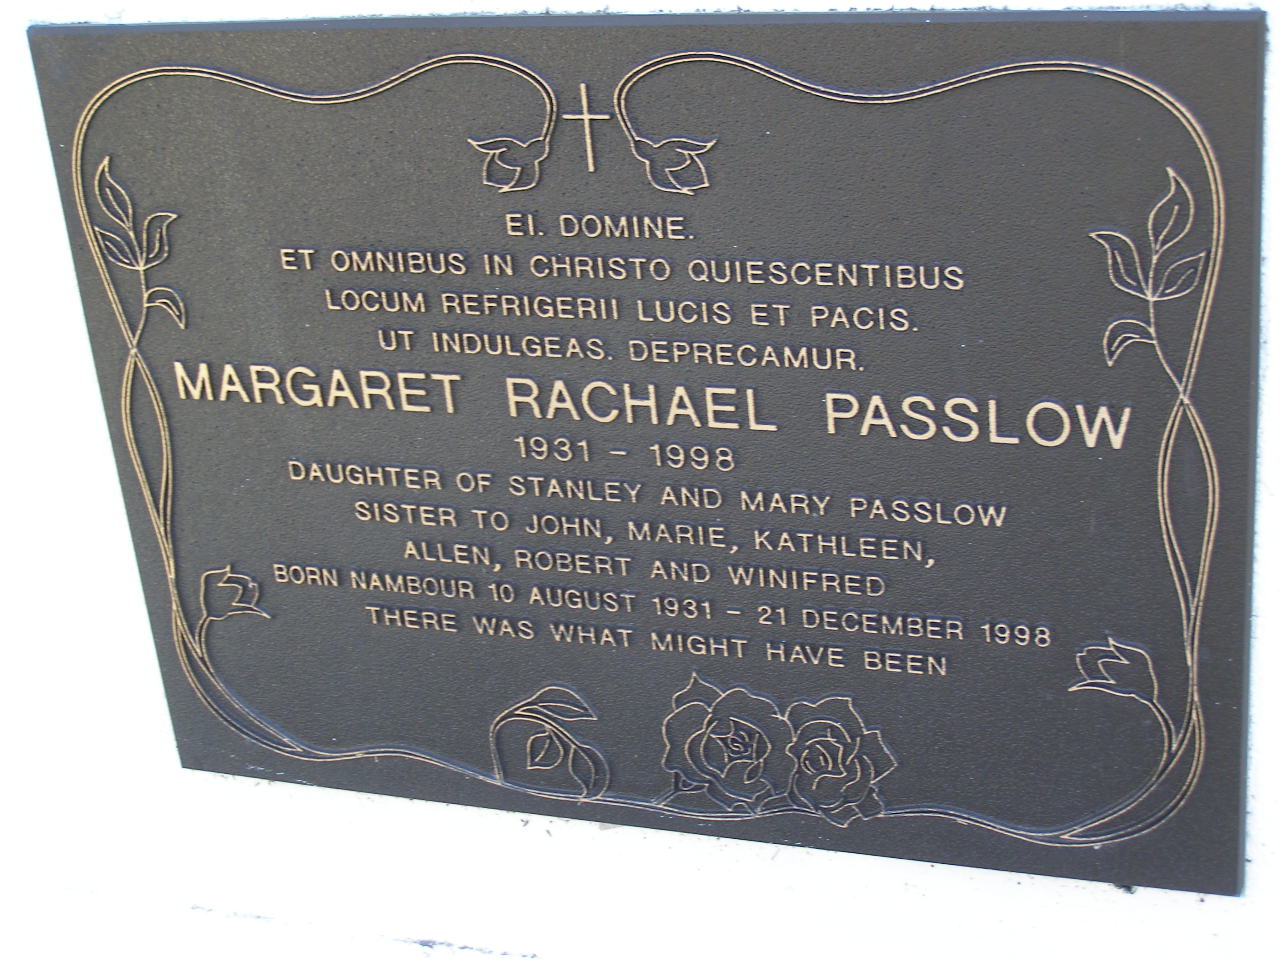 EI. DOMINE.
ET OMNIBUS IN CHRISTO QUIESCENTIBUS
LOCUM REFRIGERII LUCIS ET PACIS.
UT INDULGEAS. DEPRECAMUR.
MARGARET RACHAEL PASSLOW
1931 - 1998
DAUGHTER OF STANLEY AND MARY PASSLOW
SISTER TO JOHN, MARIE, KATHLEEN,
ALLEN, ROBERT AND WINIFRED
BORN NAMBOUR 10 AUGUST 1931 - 21 DECEMBER 1998
THERE WAS WHAT MIGHT HAVE BEEN